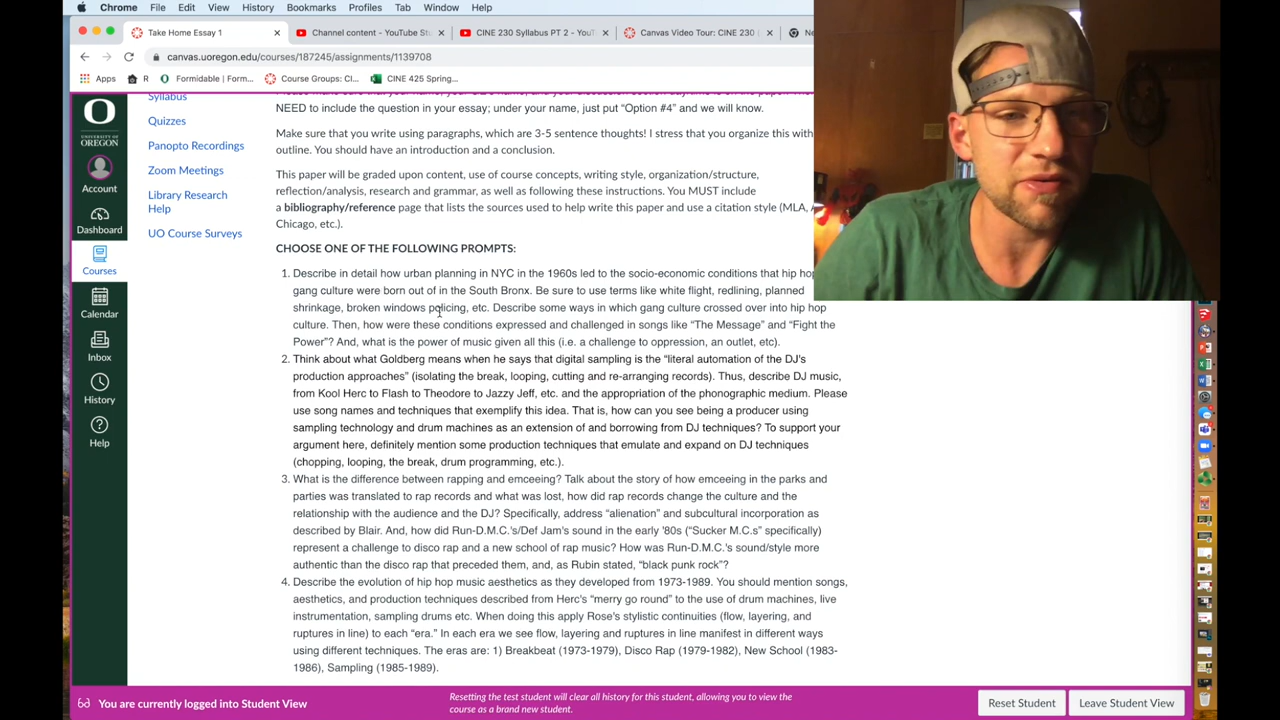 Chrome File Edit View History Bookmarks Profiles Tab Window Help
Take Home Essay 1 Channel content - YouTube St CINE 230 Syllabus PT 2 - YouT Canvas Video Tour: CINE 230 Ne
canvas.uoregon.edu/courses/187245/assignments/1139708
Apps R Formidable | Form... Course Groups: CI... CINE 425 Spring...
UNIVERSITY OF OREGON
Account
Dashboard
Courses
Calendar
Inbox
History
Help
Syllabus
Quizzes
Panopto Recordings
Zoom Meetings
Library Research
Help
UO Course Surveys
NEED to include the question in your essay; under your name, just put “Option #4” and we will know.
Make sure that you write using paragraphs, which are 3-5 sentence thoughts! I stress that you organize this with
outline. You should have an introduction and a conclusion.
This paper will be graded upon content, use of course concepts, writing style, organization/structure,
reflection/analysis, research and grammar, as well as following these instructions. You MUST include
a bibliography/reference page that lists the sources used to help write this paper and use a citation style (MLA,
Chicago, etc.).
CHOOSE ONE OF THE FOLLOWING PROMPTS:
1. Describe in detail how urban planning in NYC in the 1960s led to the socio-economic conditions that hip hop
gang culture were born out of in the South Bronx. Be sure to use terms like white flight, redlining, planned
shrinkage, broken windows policing, etc. Describe some ways in which gang culture crossed over into hip hop
culture. Then, how were these conditions expressed and challenged in songs like “The Message” and “Fight the
Power”? And, what is the power of music given all this (i.e. a challenge to oppression, an outlet, etc).
2. Think about what Goldberg means when he says that digital sampling is the “literal automation of the DJ's
production approaches” (isolating the break, looping, cutting and re-arranging records). Thus, describe DJ music,
from Kool Herc to Flash to Theodore to Jazzy Jeff, etc. and the appropriation of the phonographic medium. Please
use song names and techniques that exemplify this idea. That is, how can you see being a producer using
sampling technology and drum machines as an extension of and borrowing from DJ techniques? To support your
argument here, definitely mention some production techniques that emulate and expand on DJ techniques
(chopping, looping, the break, drum programming, etc.).
3. What is the difference between rapping and emceeing? Talk about the story of how emceeing in the parks and
parties was translated to rap records and what was lost, how did rap records change the culture and the
relationship with the audience and the DJ? Specifically, address “alienation” and subcultural incorporation as
described by Blair. And, how did Run-D.M.C.'s/Def Jam's sound in the early '80s (“Sucker M.C.s” specifically)
represent a challenge to disco rap and a new school of rap music? How was Run-D.M.C.'s sound/style more
authentic than the disco rap that preceded them, and, as Rubin stated, “black punk rock”?
4. Describe the evolution of hip hop music aesthetics as they developed from 1973-1989. You should mention songs,
aesthetics, and production techniques described from Herc's “merry go round” to the use of drum machines, live
instrumentation, sampling drums etc. When doing this apply Rose's stylistic continuities (flow, layering, and
ruptures in line) to each “era.” In each era we see flow, layering and ruptures in line manifest in different ways
using different techniques. The eras are: 1) Breakbeat (1973-1979), Disco Rap (1979-1982), New School (1983-
1986), Sampling (1985-1989).
You are currently logged into Student View
Resetting the test student will clear all history for this student, allowing you to view the
course as a brand new student.
Reset Student
Leave Student View